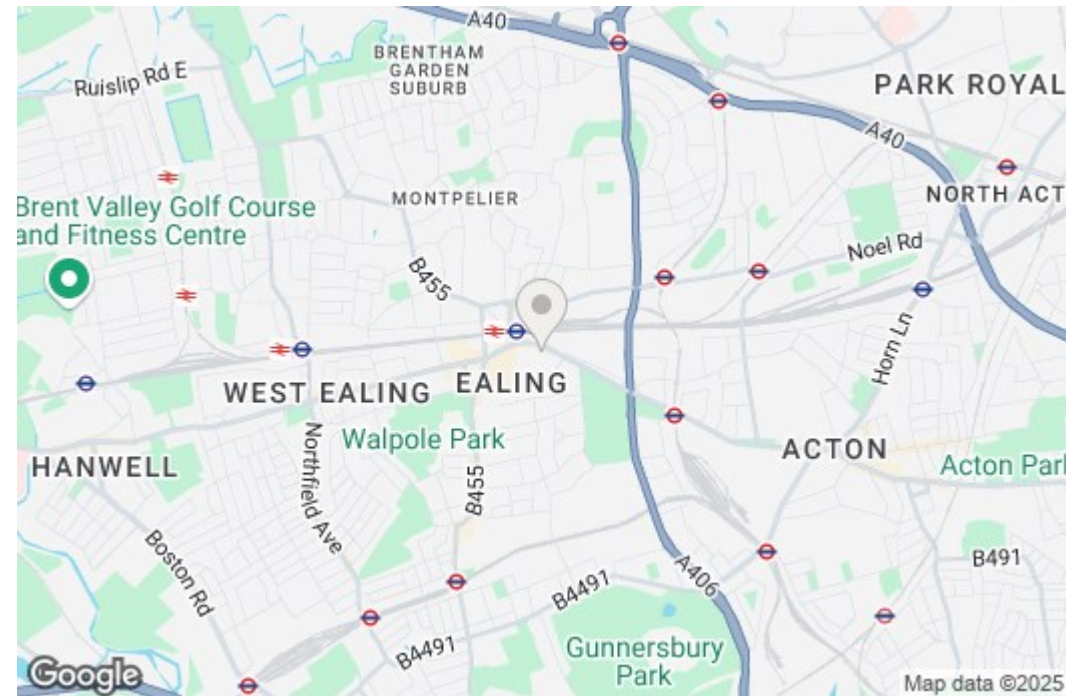 A40
BRENTHAM
GARDEN
SUBURB
Ruislip Rd E
PARK ROYAL
A40
MONTPELIER
NORTH ACT
Brent Valley Golf Course
and Fitness Centre
Noel Rd
B455
Horn Ln
WEST EALING
EALING
Walpole Park
ACTON
HANWELL
Acton Parl
Northfield Ave
B455
Boston Rd
B491
A406
B4491
B4491
Gunnersbury
Park
Google
Map data ©2025